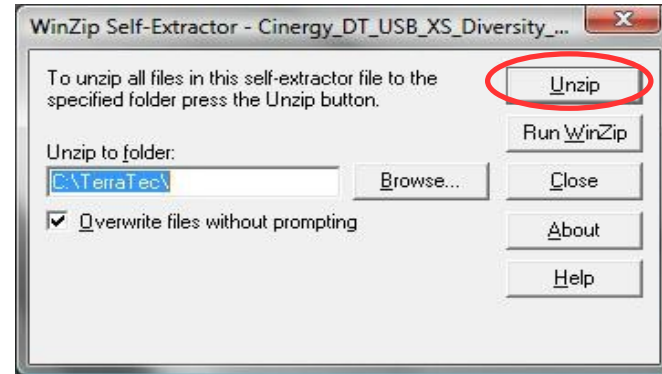 WinZip Self-Extractor - Cinergy_DT_USB_XS_Diversity_...
To unzip all files in this self-extractor file to the
specified folder press the Unzip button.
Unzip
Run WinZip
Unzip to folder:
C:\TerraTec\
Browse...
Close
Overwrite files without prompting
About
Help